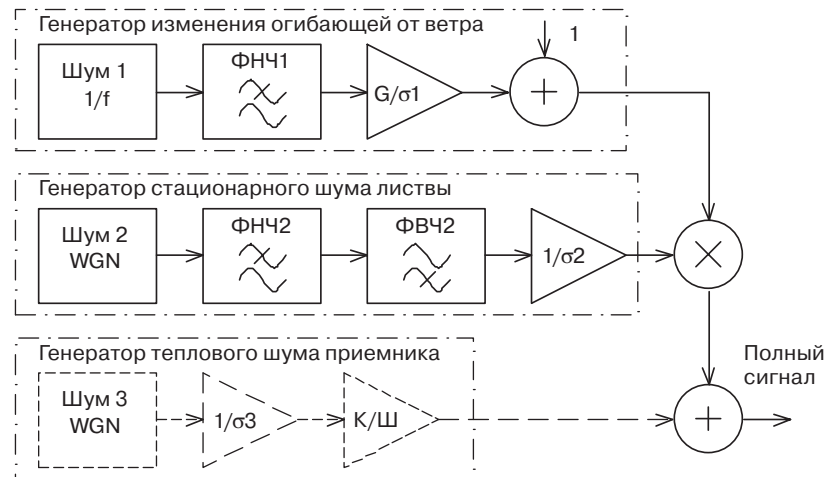 Генератор изменения огибающей от ветра
1
Шум 1
1/f
ФНЧ1
G/σ1
+
Генератор стационарного шума листвы
Шум 2
WGN
ФНЧ2
ФВЧ2
1/σ2
×
Генератор теплового шума приемника
Шум 3
WGN
1/σ3
К/Ш
+
Полный
сигнал